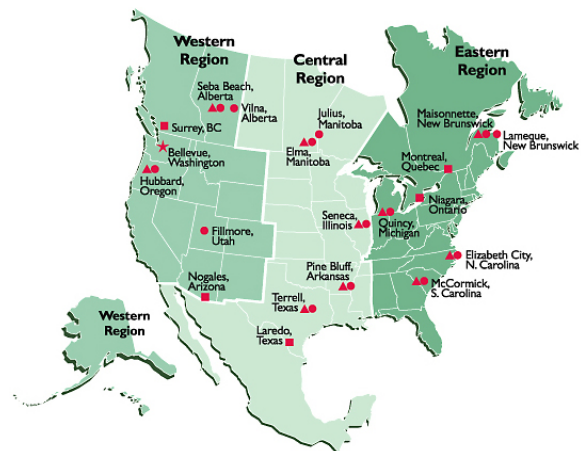 Western
Region
Central
Region
Eastern
Region
Seba Beach,
Alberta
Vilna,
Alberta
Julius,
Manitoba
Maisonnette,
New Brunswick
Surrey, BC
Elma,
Manitoba
Lameque,
New Brunswick
Bellevue,
Washington
Montreal,
Quebec
Hubbard,
Oregon
Niagara,
Ontario
Seneca,
Illinois
Quincy,
Michigan
Fillmore,
Utah
Elizabeth City,
N. Carolina
Pine Bluff,
Arkansas
Nogales,
Arizona
McCormick,
S. Carolina
Terrell,
Texas
Western
Region
Laredo,
Texas